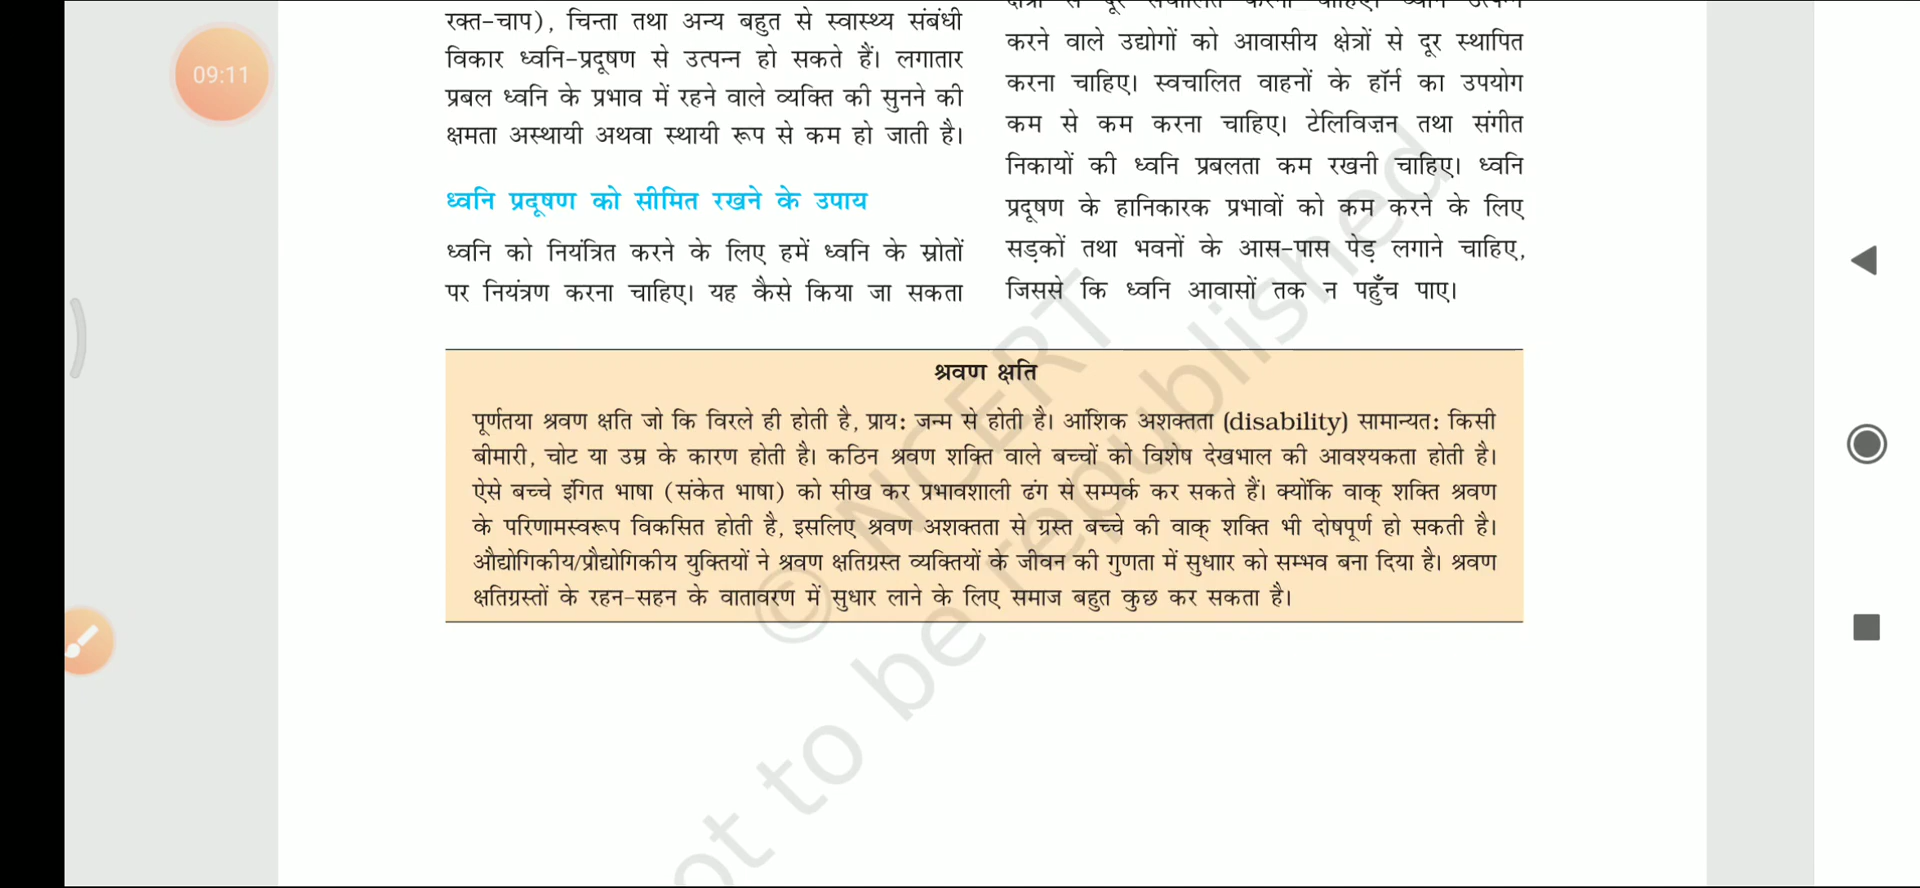 09:11
रक्त-चाप), चिन्ता तथा अन्य बहुत से स्वास्थ्य संबंधी
विकार ध्वनि-प्रदूषण से उत्पन्न हो सकते हैं। लगातार
प्रबल ध्वनि के प्रभाव में रहने वाले व्यक्ति की सुनने की
क्षमता अस्थायी अथवा स्थायी रूप से कम हो जाती है।
ध्वनि प्रदूषण को सीमित रखने के उपाय
ध्वनि को नियंत्रित करने के लिए हमें ध्वनि के स्रोतों
पर नियंत्रण करना चाहिए। यह कैसे किया जा सकता
करने वाले उद्योगों को आवासीय क्षेत्रों से दूर स्थापित
करना चाहिए। स्वचालित वाहनों के हॉर्न का उपयोग
कम से कम करना चाहिए। टेलिविज़न तथा संगीत
निकायों की ध्वनि प्रबलता कम रखनी चाहिए। ध्वनि
प्रदूषण के हानिकारक प्रभावों को कम करने के लिए
सड़कों तथा भवनों के आस-पास पेड़ लगाने चाहिए,
जिससे कि ध्वनि आवासों तक न पहुँच पाए।
श्रवण क्षति
पूर्णतया श्रवण क्षति जो कि विरले ही होती है, प्राय: जन्म से होती है। आंशिक अशक्तता (disability) सामान्यत: किसी
बीमारी, चोट या उम्र के कारण होती है। कठिन श्रवण शक्ति वाले बच्चों को विशेष देखभाल की आवश्यकता होती है।
ऐसे बच्चे इंगित भाषा (संकेत भाषा) को सीख कर प्रभावशाली ढंग से सम्पर्क कर सकते हैं। क्योंकि वाक् शक्ति श्रवण
के परिणामस्वरूप विकसित होती है, इसलिए श्रवण अशक्तता से ग्रस्त बच्चे की वाक् शक्ति भी दोषपूर्ण हो सकती है।
औद्योगिकीय/प्रौद्योगिकीय युक्तियों ने श्रवण क्षतिग्रस्त व्यक्तियों के जीवन की गुणता में सुधाार को सम्भव बना दिया है। श्रवण
क्षतिग्रस्तों के रहन-सहन के वातावरण में सुधार लाने के लिए समाज बहुत कुछ कर सकता है।
© NCERT
not to be republished